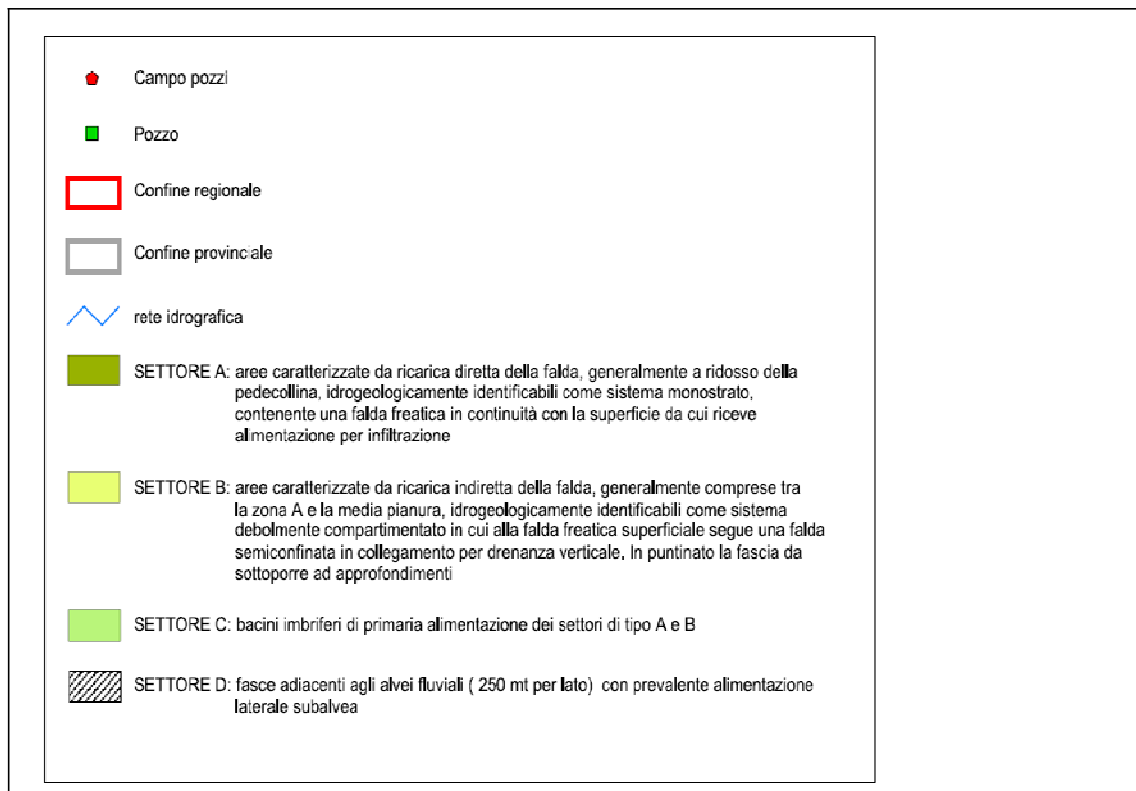 Campo pozzi
Pozzo
Confine regionale
Confine provinciale
rete idrografica
SETTORE A: aree caratterizzate da ricarica diretta della falda, generalmente a ridosso della
pedecollina, idrogeologicamente identificabili come sistema monostrato,
contenente una falda freatica in continuità con la superficie da cui riceve
alimentazione per infiltrazione
SETTORE B: aree caratterizzate da ricarica indiretta della falda, generalmente comprese tra
la zona A e la media pianura, idrogeologicamente identificabili come sistema
debolmente compartimentato in cui alla falda freatica superficiale segue una falda
semiconfinata in collegamento per drenanza verticale. In puntinato la fascia da
sottoporre ad approfondimenti
SETTORE C: bacini imbriferi di primaria alimentazione dei settori di tipo A e B
SETTORE D: fasce adiacenti agli alvei fluviali ( 250 mt per lato) con prevalente alimentazione
laterale subalvea